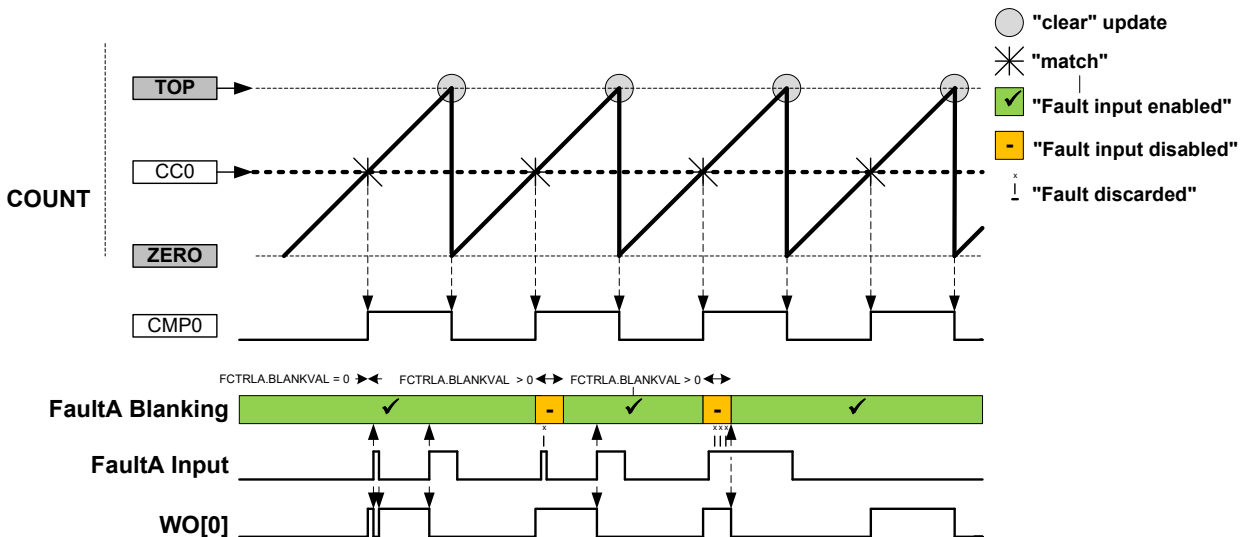 "clear" update
"match"
"Fault input enabled"
"Fault input disabled"
"Fault discarded"
TOP
CC0
COUNT
ZERO
CMP0
FCTRLA.BLANKVAL = 0
FCTRLA.BLANKVAL > 0
FCTRLA.BLANKVAL > 0
FaultA Blanking
- -
-
x
xxx
FaultA Input
WO[0]